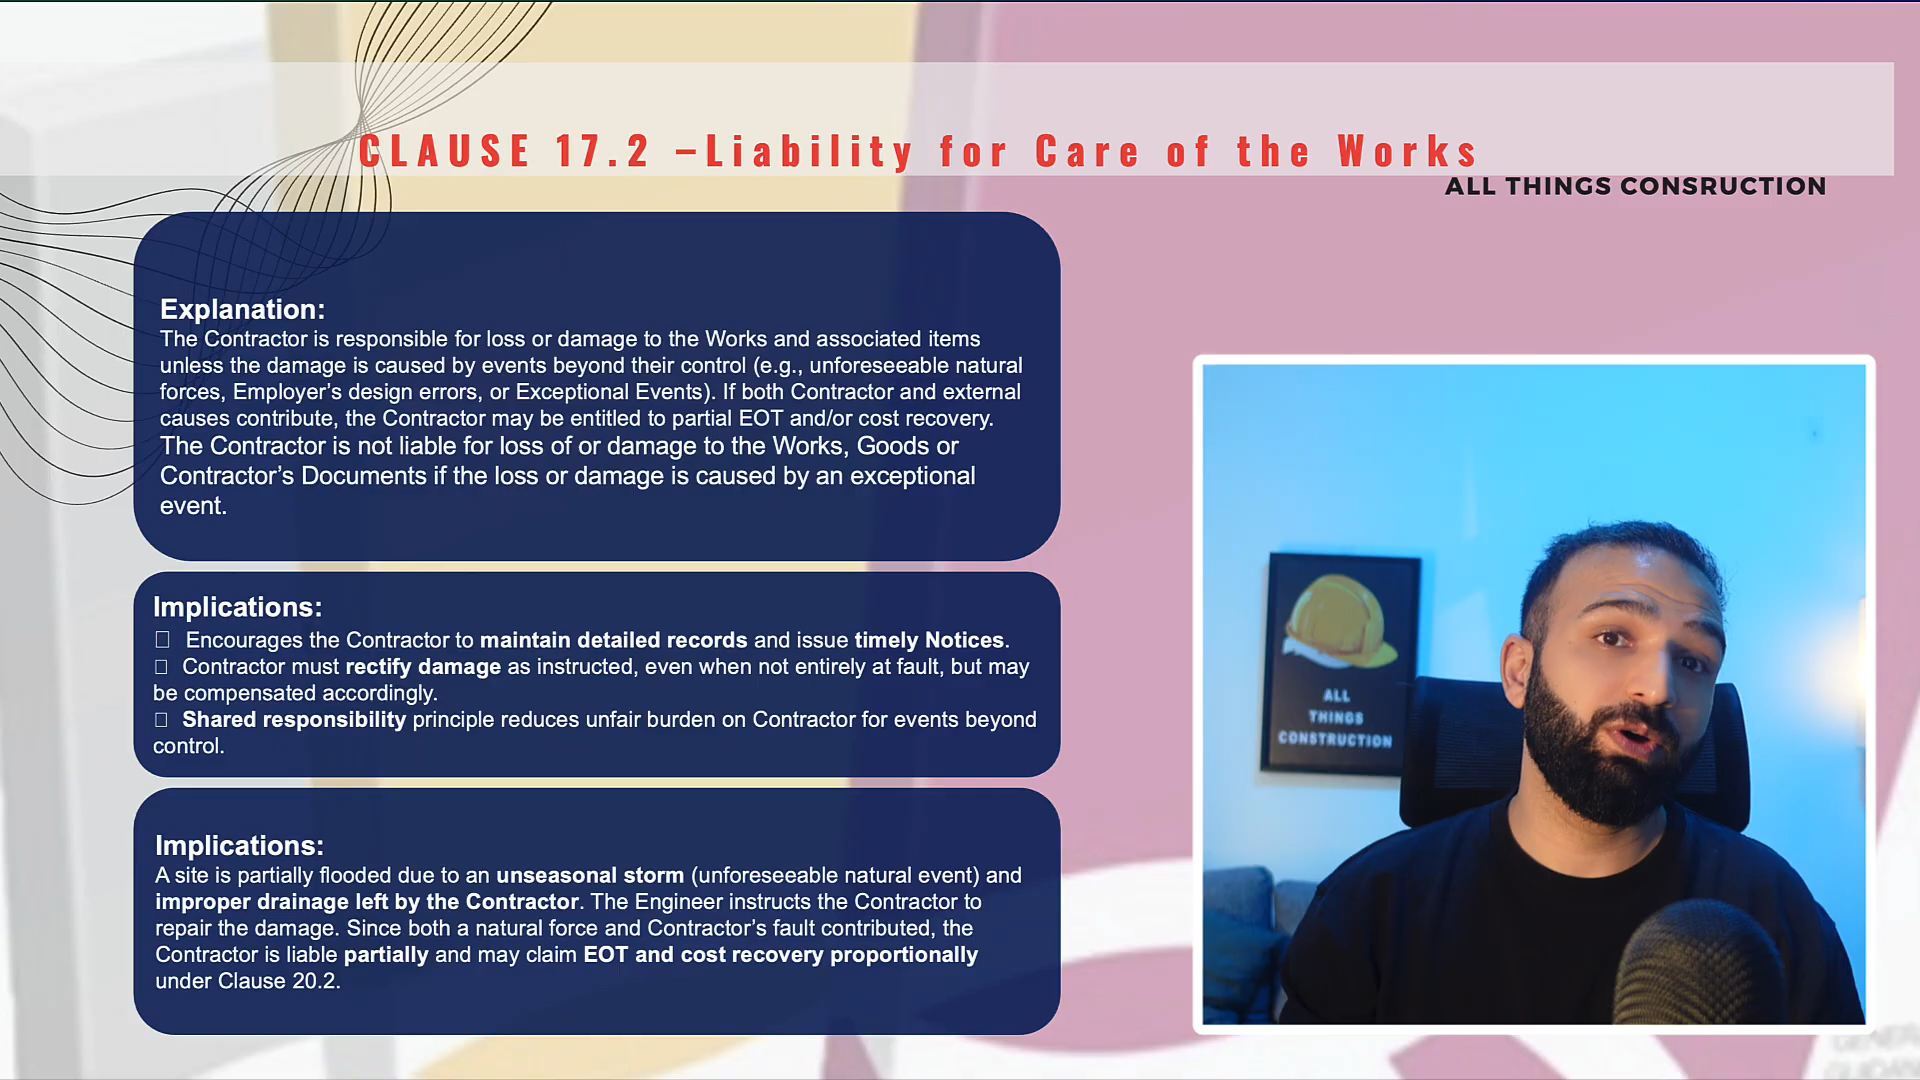 CLAUSE 17.2 –Liability for Care of the Works
ALL THINGS CONSRUCTION
Explanation:
The Contractor is responsible for loss or damage to the Works and associated items
unless the damage is caused by events beyond their control (e.g., unforeseeable natural
forces, Employer’s design errors, or Exceptional Events). If both Contractor and external
causes contribute, the Contractor may be entitled to partial EOT and/or cost recovery.
The Contractor is not liable for loss of or damage to the Works, Goods or
Contractor’s Documents if the loss or damage is caused by an exceptional
event.
Implications:
Encourages the Contractor to maintain detailed records and issue timely Notices.
Contractor must rectify damage as instructed, even when not entirely at fault, but may
be compensated accordingly.
Shared responsibility principle reduces unfair burden on Contractor for events beyond
control.
Implications:
A site is partially flooded due to an unseasonal storm (unforeseeable natural event) and
improper drainage left by the Contractor. The Engineer instructs the Contractor to
repair the damage. Since both a natural force and Contractor’s fault contributed, the
Contractor is liable partially and may claim EOT and cost recovery proportionally
under Clause 20.2.
ALL
THINGS
CONSTRUCTION